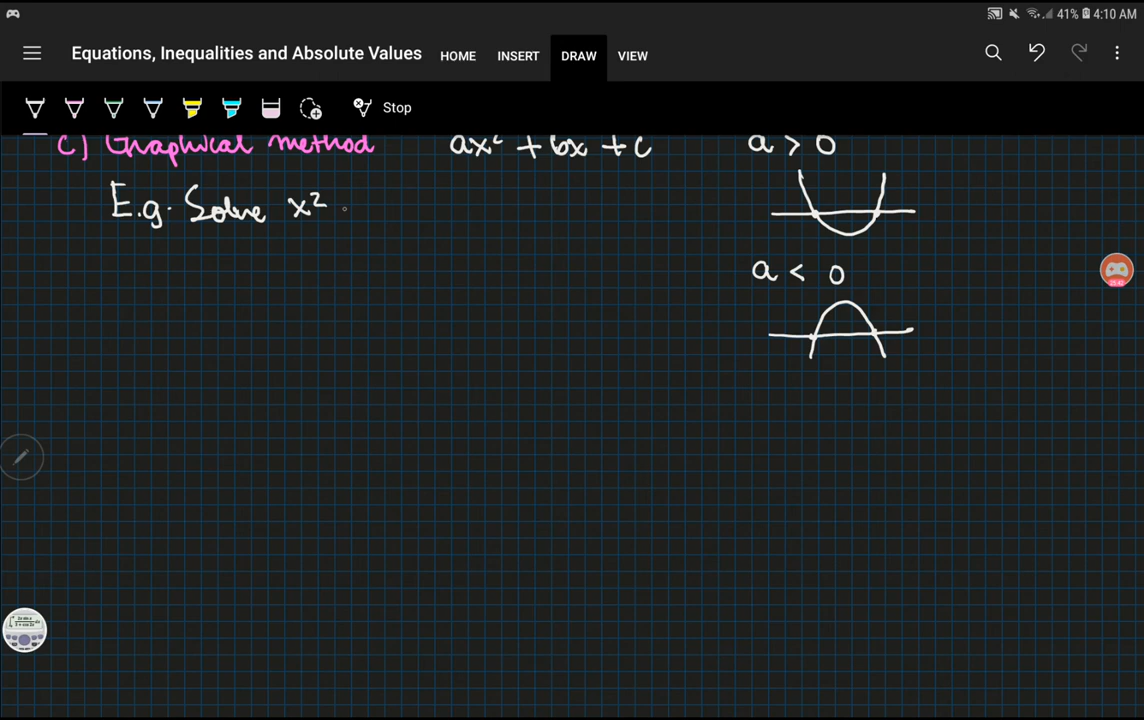 41% 4:10 AM
Equations, Inequalities and Absolute Values HOME INSERT DRAW VIEW
Stop
c) Graphical method ax² + bx + c a > 0
E.g. Solve x²
a < 0